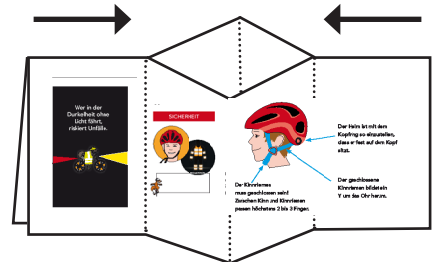 Wer in der
Dunkelheit ohne
Licht fährt,
riskiert Unfälle.
SICHERHEIT
Der Helm ist mit dem
Kopfring so einzustellen,
dass er fest auf dem Kopf
sitzt.
Der Kinnriemen
muss geschlossen sein!
Zwischen Kinn und Kinnriemen
passen höchstens 2 bis 3 Finger.
Der geschlossene
Kinnriemen bildet ein
Y um das Ohr herum.